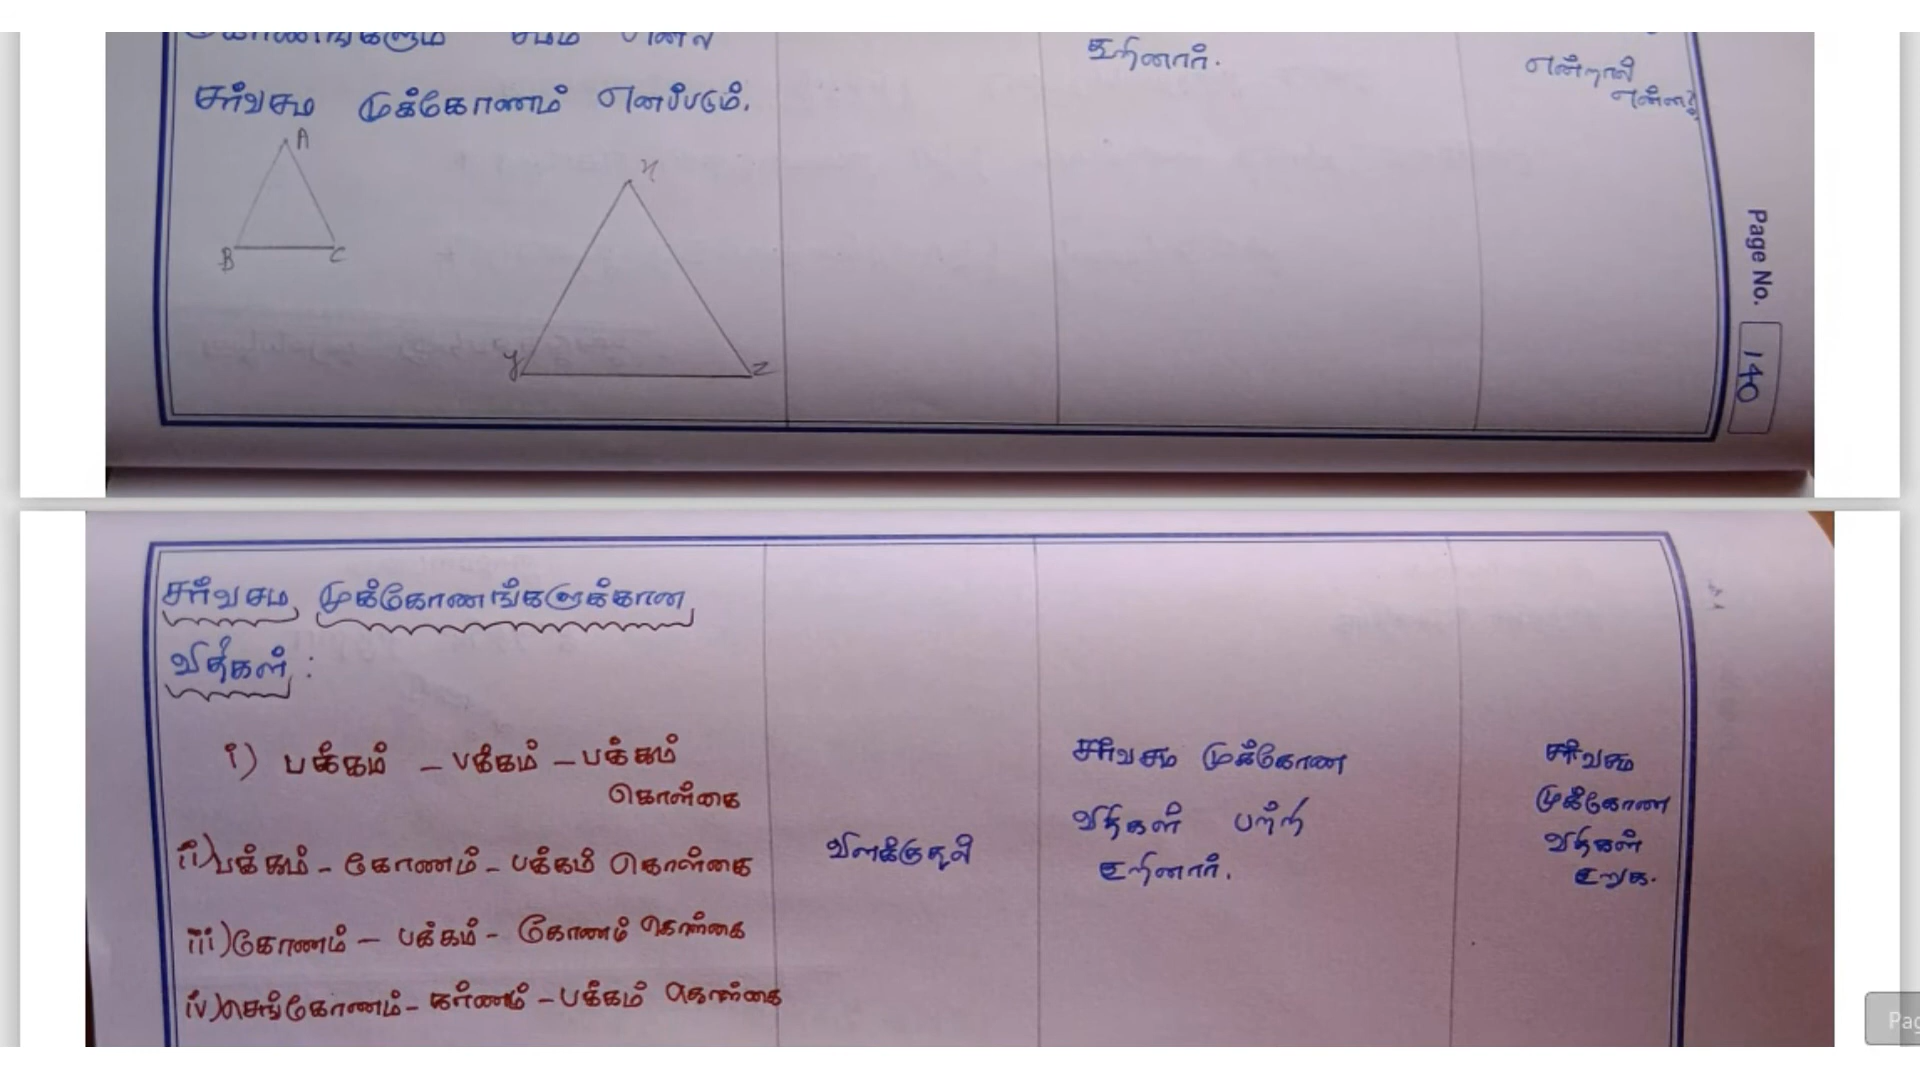 சர்வசம முக்கோணம் எனப்படும்.
A
B
C
x
y
z
கூறினார்.
என்றால்
என்ன?
Page No. 140
சர்வசம முக்கோணங்களுக்கான
விதிகள் :
i) பக்கம் - பக்கம் - பக்கம்
கொள்கை
ii) பக்கம் - கோணம் - பக்கம் கொள்கை
iii) கோணம் - பக்கம் - கோணம் கொள்கை
iv) செங்கோணம் - கர்ணம் - பக்கம் கொள்கை
விளக்குதல்
சர்வசம முக்கோண
விதிகள் பற்றி
கூறினார்.
சர்வசம
முக்கோண
விதிகள்
கூறுக.